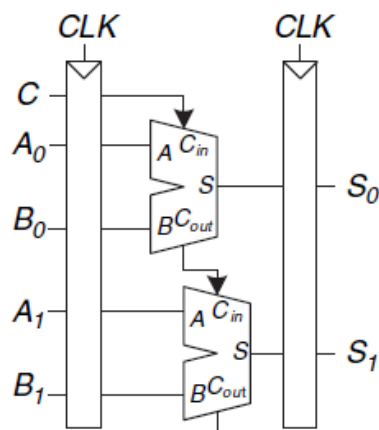 CLK CLK
C
A0 A Cin
S S0
B0 B Cout
A1 A Cin
S S1
B1 B Cout